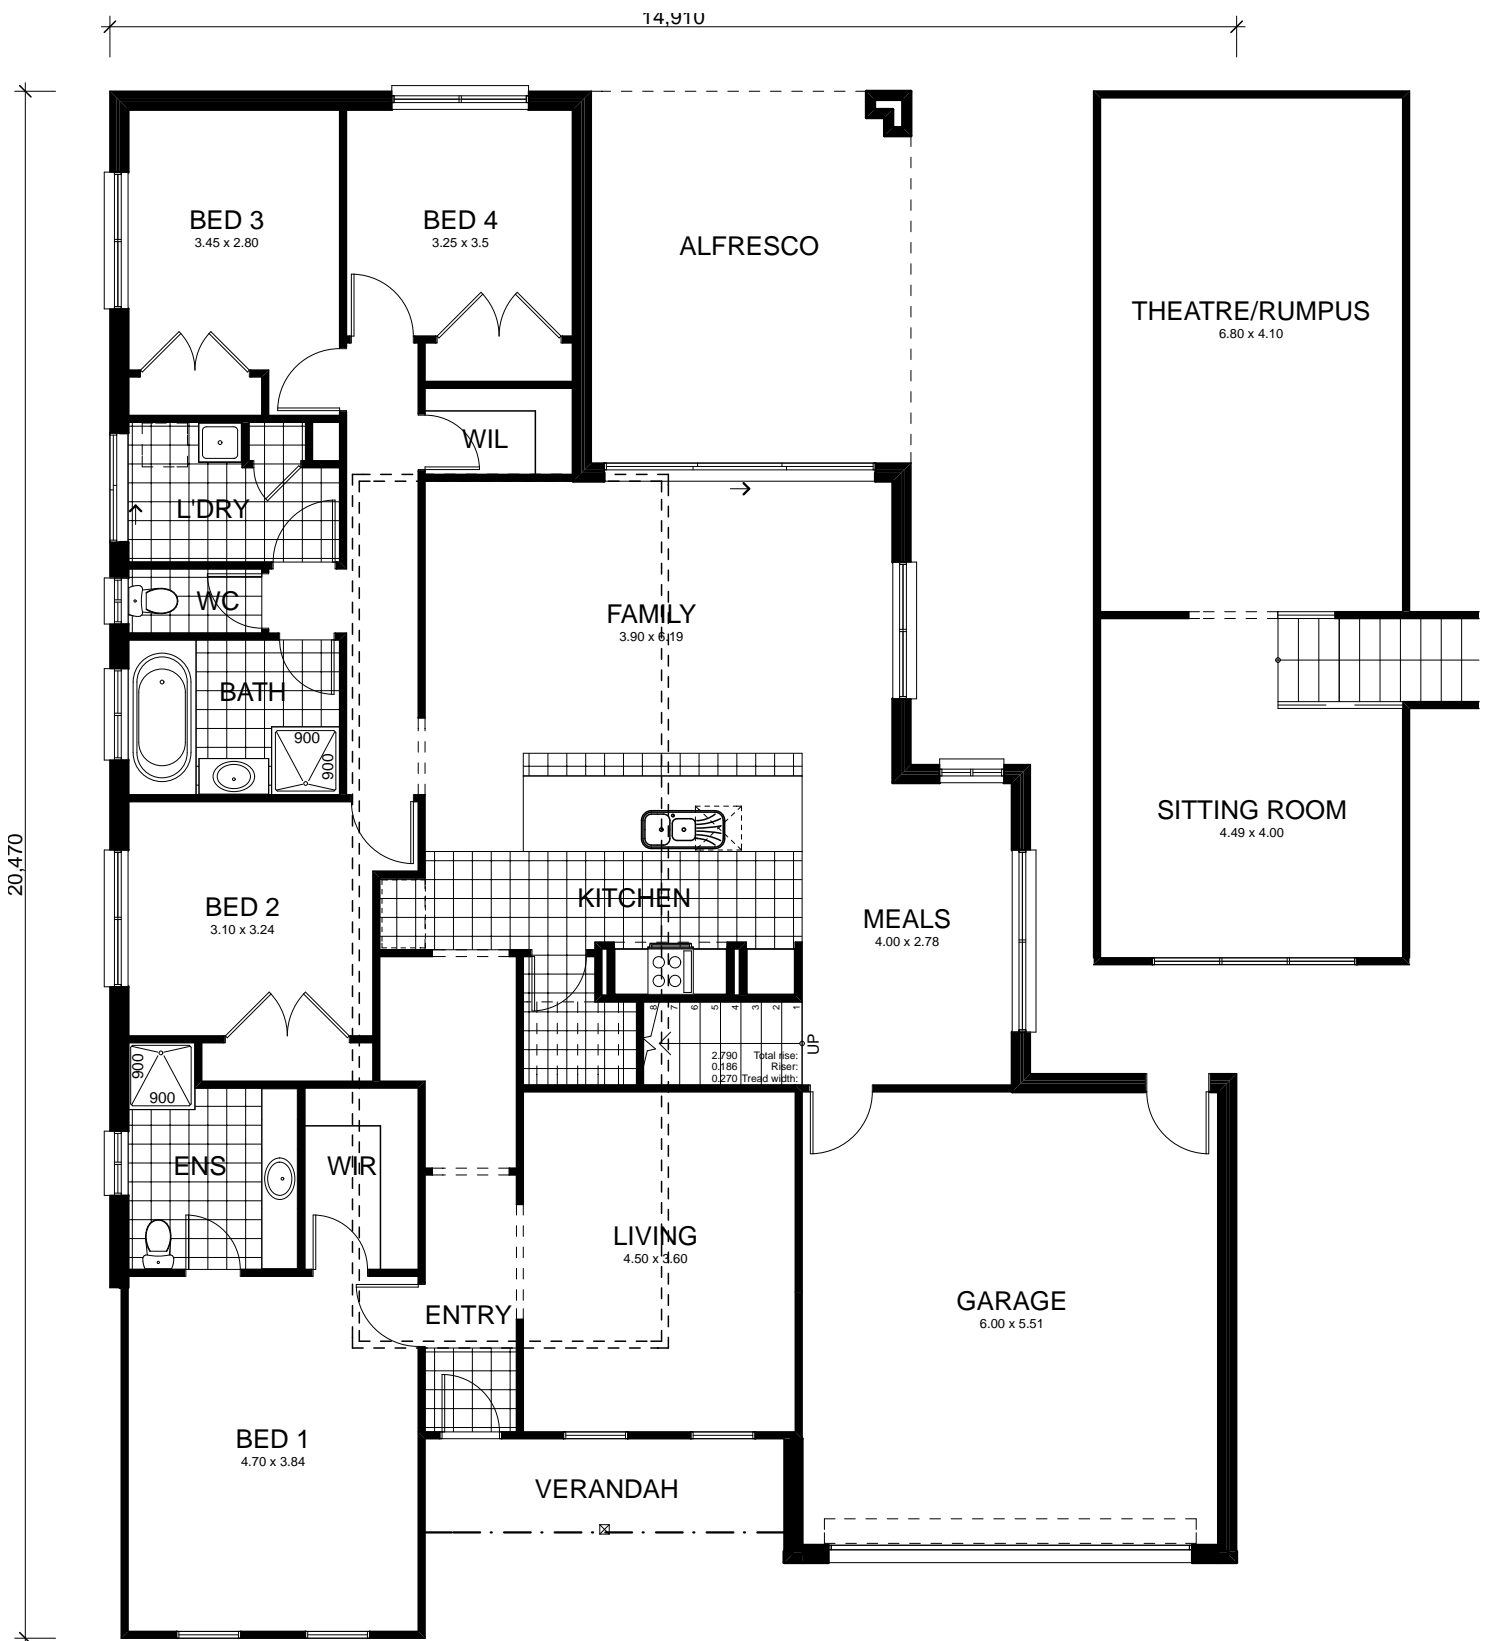 14,910
20,470
BED 3
3.45 x 2.80
BED 4
3.25 x 3.5
ALFRESCO
THEATRE/RUMPUS
6.80 x 4.10
WIL
L'DRY
WC
FAMILY
3.90 x 6.19
BATH
900
900
SITTING ROOM
4.49 x 4.00
BED 2
3.10 x 3.24
KITCHEN
MEALS
4.00 x 2.78
8 7 6 5 4 3 2 1
UP
2.790 Total rise:
0.186 Riser:
0.270 Tread width:
900
900
ENS
WIR
LIVING
4.50 x 3.60
ENTRY
GARAGE
6.00 x 5.51
BED 1
4.70 x 3.84
VERANDAH